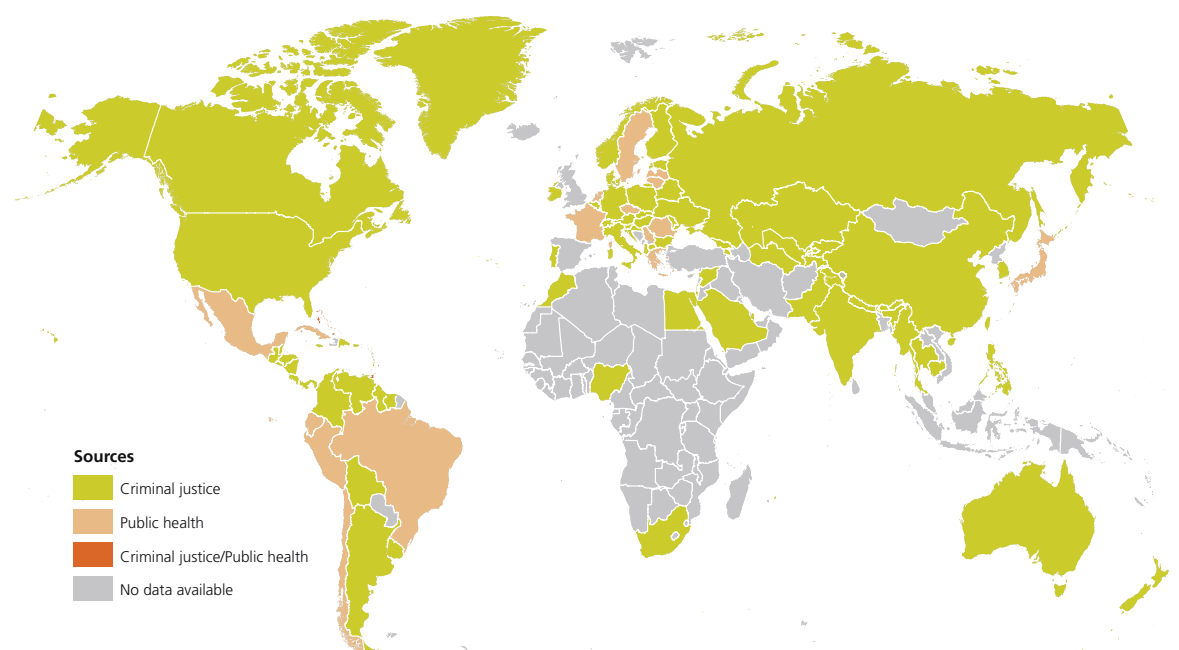 Sources
Criminal justice
Public health
Criminal justice/Public health
No data available